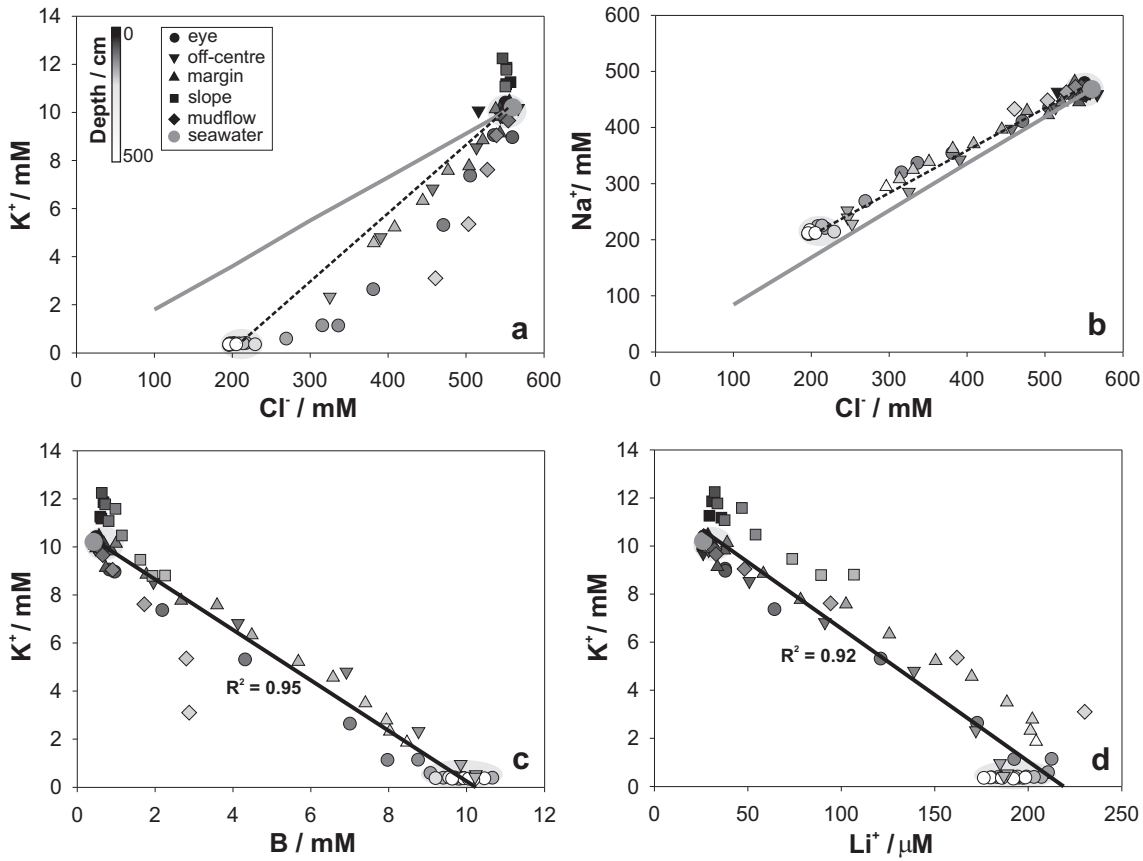 14
12
10
8
6
4
2
0
K⁺/ mM
0
500
Depth / cm
eye
off-centre
margin
slope
mudflow
seawater
a
0 100 200 300 400 500 600
Cl⁻ / mM
600
500
400
300
200
100
0
Na⁺/ mM
b
0 100 200 300 400 500 600
Cl⁻ / mM
14
12
10
8
6
4
2
0
K⁺/ mM
R² = 0.95
c
0 2 4 6 8 10 12
B / mM
14
12
10
8
6
4
2
0
K⁺/ mM
R² = 0.92
d
0 50 100 150 200 250
Li⁺ / µM